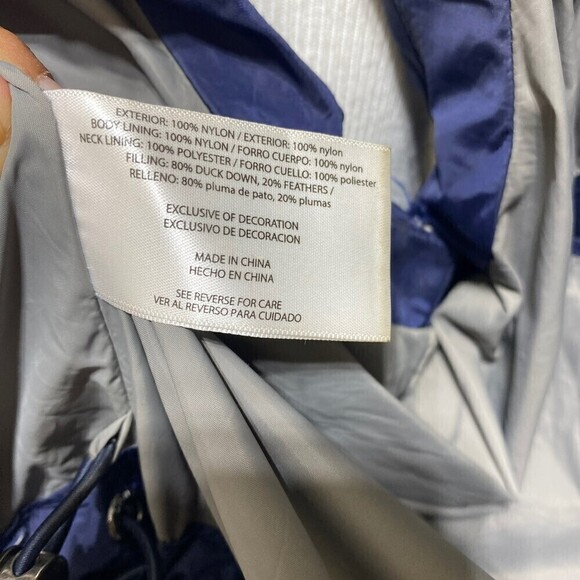 EXTERIOR: 100% NYLON / EXTERIOR: 100% nylon
BODY LINING: 100% NYLON / FORRO CUERPO: 100% nylon
NECK LINING: 100% POLYESTER / FORRO CUELLO: 100% poliester
FILLING: 80% DUCK DOWN, 20% FEATHERS /
RELLENO: 80% pluma de pato, 20% plumas
EXCLUSIVE OF DECORATION
EXCLUSIVO DE DECORACION
MADE IN CHINA
HECHO EN CHINA
SEE REVERSE FOR CARE
VER AL REVERSO PARA CUIDADO